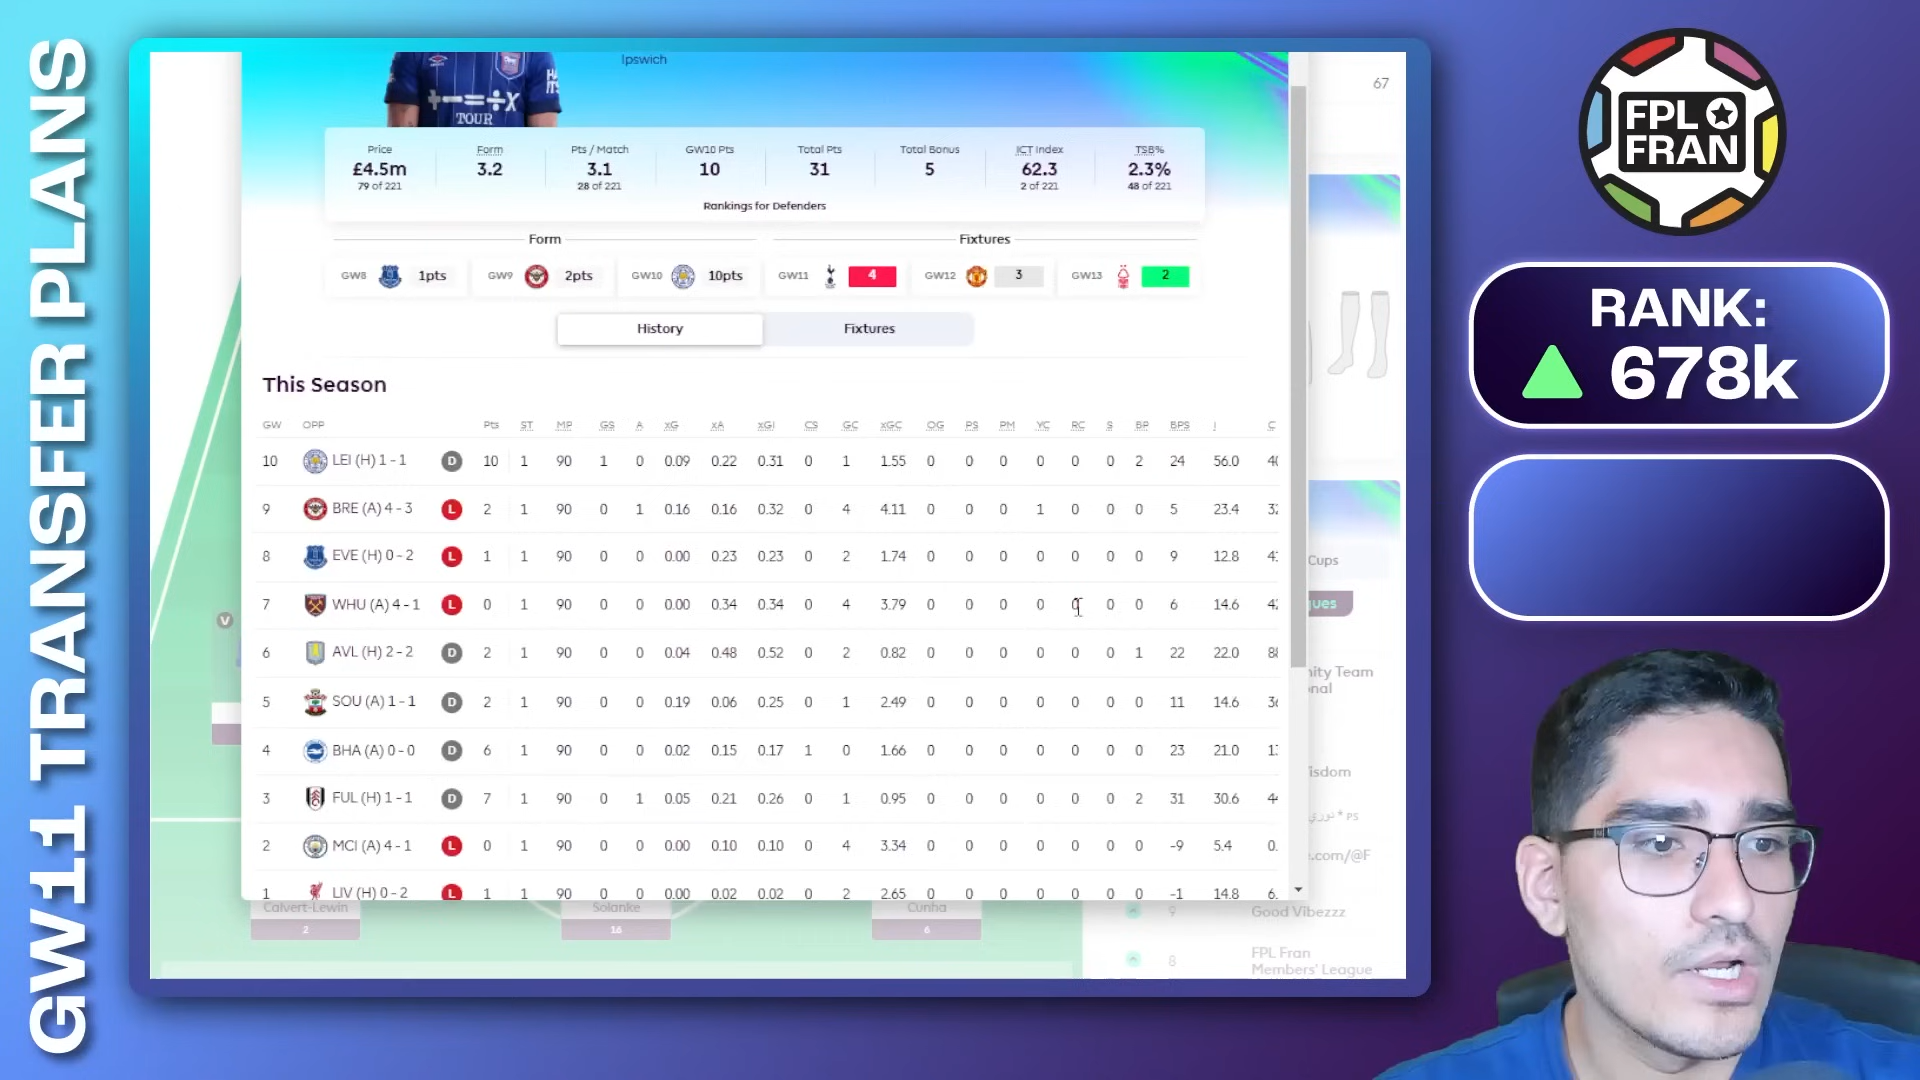 GW11 TRANSFER PLANS
Ipswich
TOUR
67
Price
£4.5m
79 of 221
Form
3.2
Pts / Match
3.1
28 of 221
GW10 Pts
10
Total Pts
31
Total Bonus
5
ICT Index
62.3
2 of 221
TSB%
2.3%
48 of 221
Rankings for Defenders
Form
Fixtures
GW8 1pts
GW9 2pts
GW10 10pts
GW11 4
GW12 3
GW13 2
History
Fixtures
This Season
GW OPP Pts ST MP GS A xG xA xGI CS GC xGC OG PS PM YC RC S BP BPS I C
10 LEI (H) 1 - 1 D 10 1 90 1 0 0.09 0.22 0.31 0 1 1.55 0 0 0 0 0 0 2 24 56.0
9 BRE (A) 4 - 3 L 2 1 90 0 1 0.16 0.16 0.32 0 4 4.11 0 0 0 1 0 0 0 5 23.4
8 EVE (H) 0 - 2 L 1 1 90 0 0 0.00 0.23 0.23 0 2 1.74 0 0 0 0 0 0 0 9 12.8
7 WHU (A) 4 - 1 L 0 1 90 0 0 0.00 0.34 0.34 0 4 3.79 0 0 0 0 0 0 0 6 14.6
6 AVL (H) 2 - 2 D 2 1 90 0 0 0.04 0.48 0.52 0 2 0.82 0 0 0 0 0 0 1 22 22.0
5 SOU (A) 1 - 1 D 2 1 90 0 0 0.19 0.06 0.25 0 1 2.49 0 0 0 0 0 0 0 11 14.6
4 BHA (A) 0 - 0 D 6 1 90 0 0 0.02 0.15 0.17 1 0 1.66 0 0 0 0 0 0 0 23 21.0
3 FUL (H) 1 - 1 D 7 1 90 0 1 0.05 0.21 0.26 0 1 0.95 0 0 0 0 0 0 2 31 30.6
2 MCI (A) 4 - 1 L 0 1 90 0 0 0.00 0.10 0.10 0 4 3.34 0 0 0 0 0 0 0 -9 5.4
1 LIV (H) 0 - 2 L 1 1 90 0 0 0.00 0.02 0.02 0 2 2.65 0 0 0 0 0 0 0 -1 14.8
V
Calvert-Lewin
2
Solanke
16
Cunha
6
Cups
ues
nity Team
nal
isdom
.com/@F
9 Good Vibezzz
8 FPL Fran
Members' League
FPL
FRAN
RANK:
678k